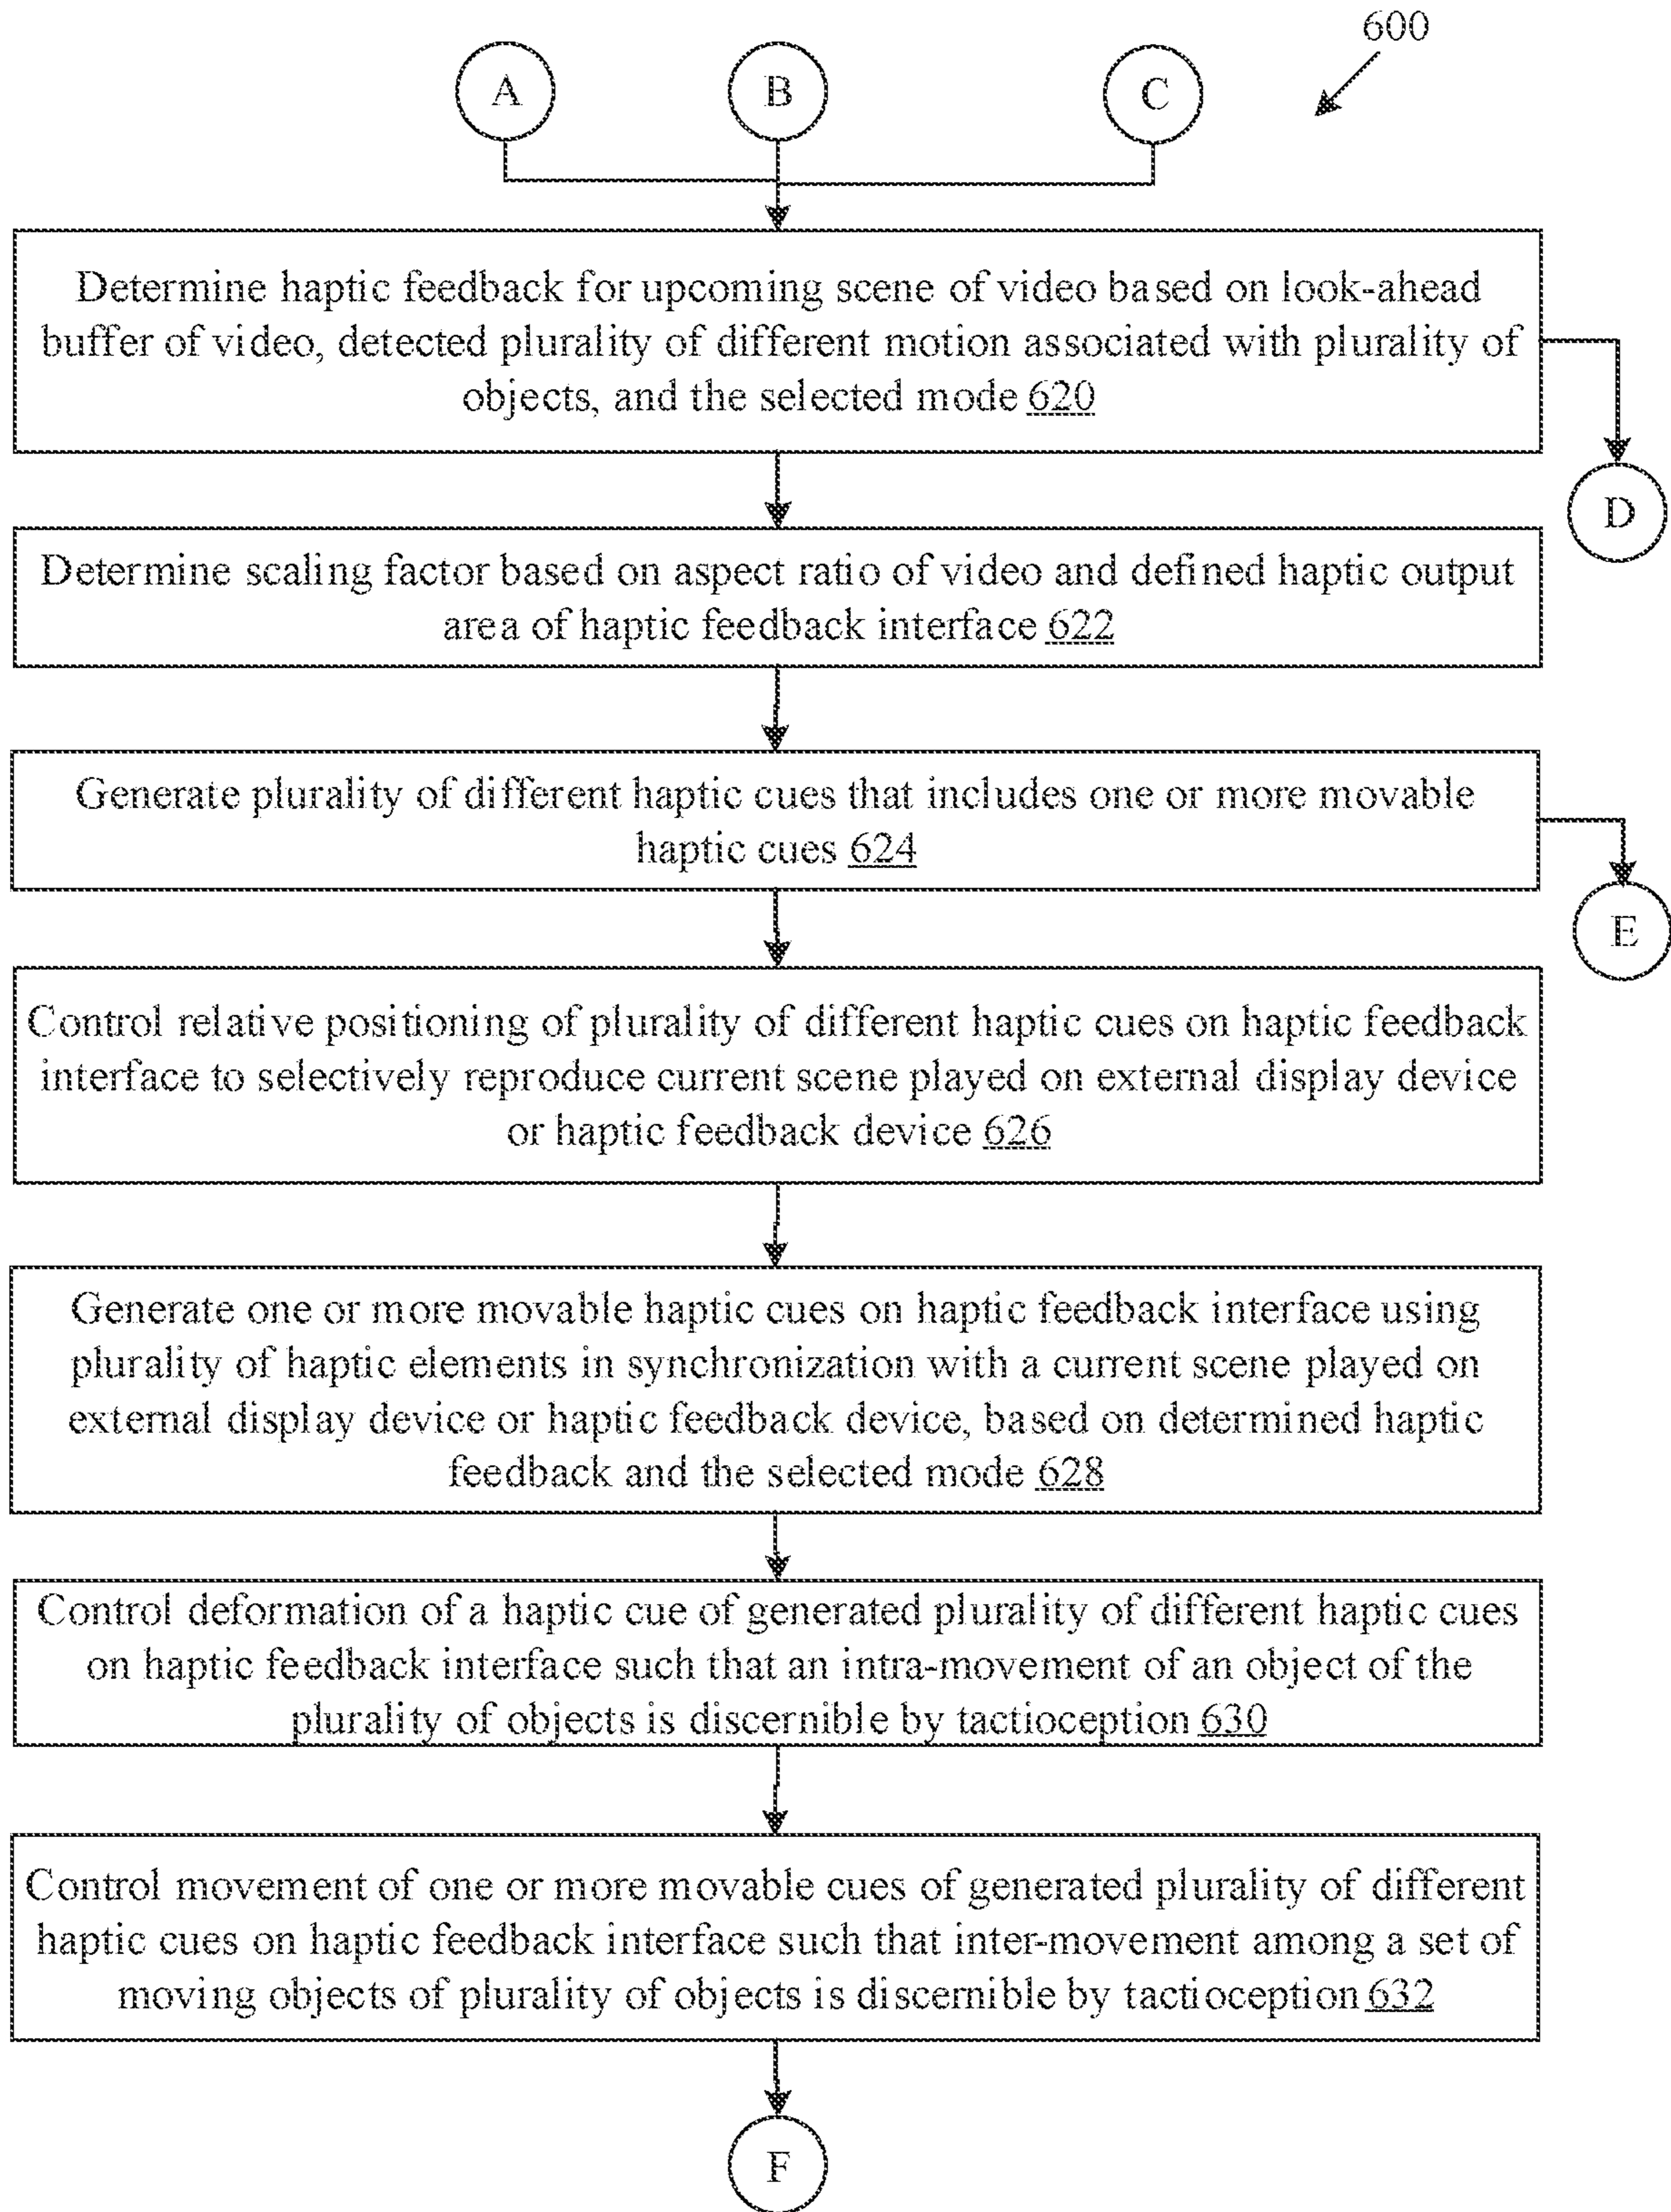 600
A
B
C
Determine haptic feedback for upcoming scene of video based on look-ahead
buffer of video, detected plurality of different motion associated with plurality of
objects, and the selected mode 620
D
Determine scaling factor based on aspect ratio of video and defined haptic output
area of haptic feedback interface 622
Generate plurality of different haptic cues that includes one or more movable
haptic cues 624
E
Control relative positioning of plurality of different haptic cues on haptic feedback
interface to selectively reproduce current scene played on external display device
or haptic feedback device 626
Generate one or more movable haptic cues on haptic feedback interface using
plurality of haptic elements in synchronization with a current scene played on
external display device or haptic feedback device, based on determined haptic
feedback and the selected mode 628
Control deformation of a haptic cue of generated plurality of different haptic cues
on haptic feedback interface such that an intra-movement of an object of the
plurality of objects is discernible by tactioception 630
Control movement of one or more movable cues of generated plurality of different
haptic cues on haptic feedback interface such that inter-movement among a set of
moving objects of plurality of objects is discernible by tactioception 632
F